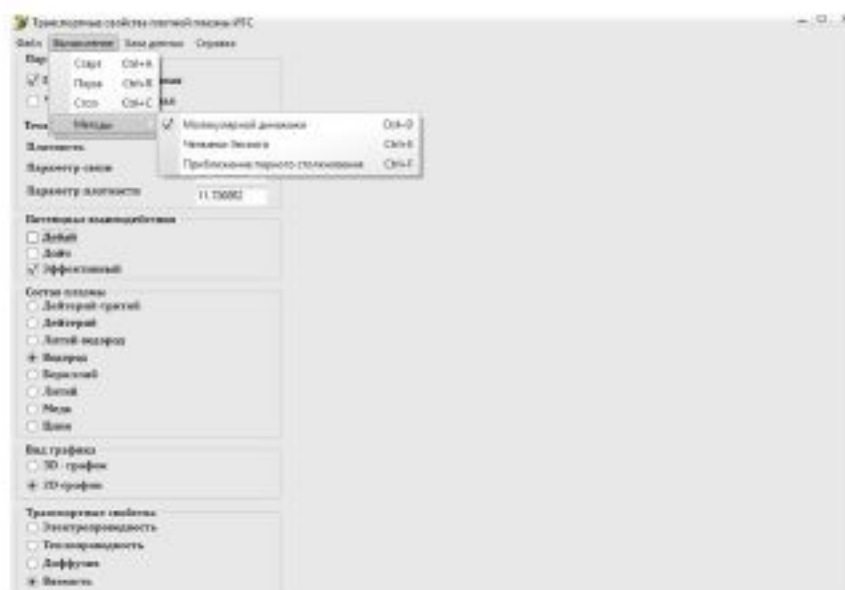 Транспортные свойства плотной плазмы ИТС
Файл Вычисление База данных Справка
Старт Ctrl+A
Пауза Ctrl+B
Стоп Ctrl+C
Методы
Молекулярной динамики Ctrl+D
Чепмена-Энскога Ctrl+E
Приближение парного столкновения Ctrl+F
Плотность
Параметр связи
Параметр плотности
Потенциал взаимодействия
Дебай
Дойч
Эффективный
Состав плазмы
Дейтерий-тритий
Дейтерий
Литий-водород
Водород
Бериллий
Литий
Медь
Цинк
Вид графика
3D - график
2D-график
Транспортные свойства
Электропроводность
Теплопроводность
Диффузия
Вязкость